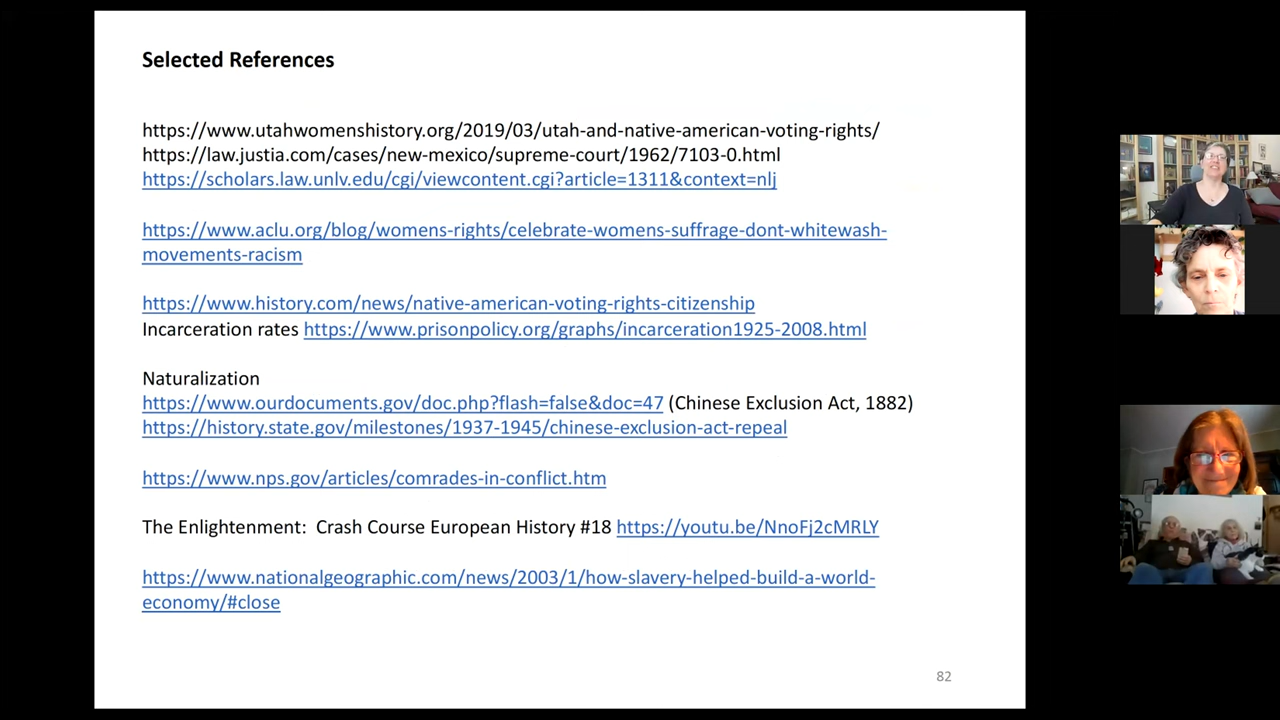 Selected References
https://www.utahwomenshistory.org/2019/03/utah-and-native-american-voting-rights/
https://law.justia.com/cases/new-mexico/supreme-court/1962/7103-0.html
https://scholars.law.unlv.edu/cgi/viewcontent.cgi?article=1311&context=nlj
https://www.aclu.org/blog/womens-rights/celebrate-womens-suffrage-dont-whitewash-
movements-racism
https://www.history.com/news/native-american-voting-rights-citizenship
Incarceration rates https://www.prisonpolicy.org/graphs/incarceration1925-2008.html
Naturalization
https://www.ourdocuments.gov/doc.php?flash=false&doc=47 (Chinese Exclusion Act, 1882)
https://history.state.gov/milestones/1937-1945/chinese-exclusion-act-repeal
https://www.nps.gov/articles/comrades-in-conflict.htm
The Enlightenment:  Crash Course European History #18 https://youtu.be/NnoFj2cMRLY
https://www.nationalgeographic.com/news/2003/1/how-slavery-helped-build-a-world-
economy/#close
82